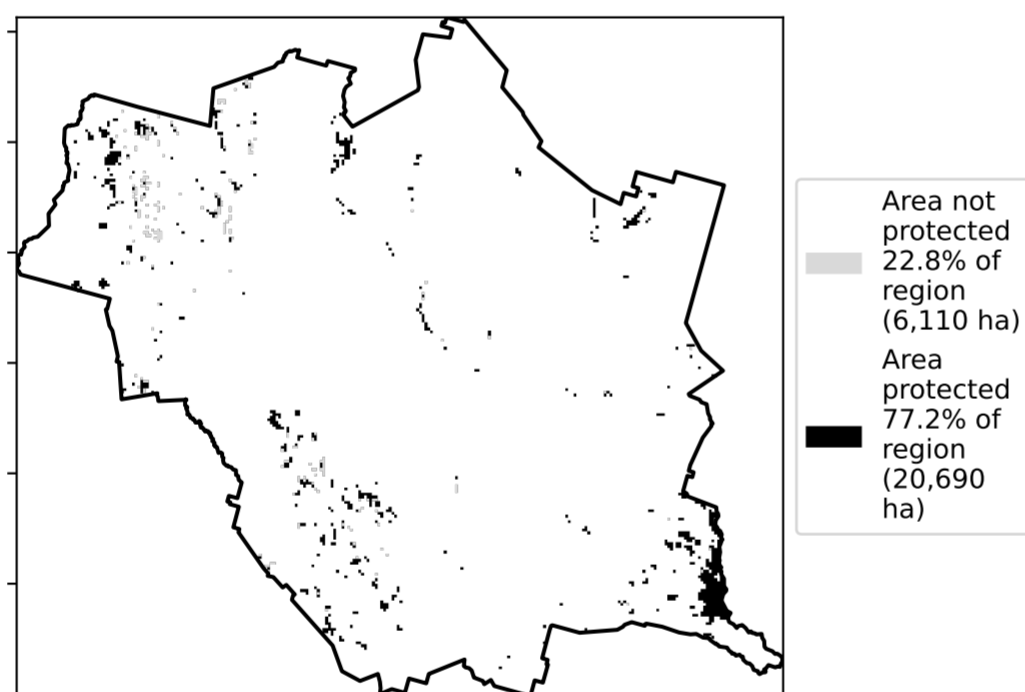 Area not
protected
22.8% of
region
(6,110 ha)
Area
protected
77.2% of
region
(20,690
ha)